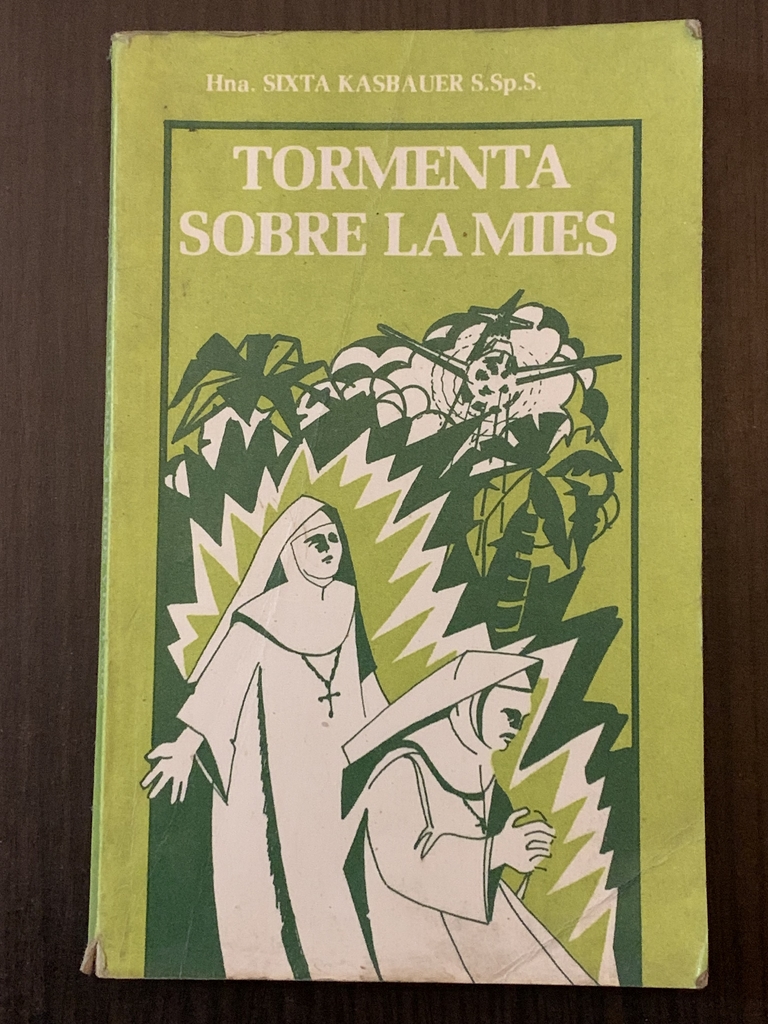 Hna. SIXTA KASBAUER S.Sp.S.
TORMENTA
SOBRE LA MIES